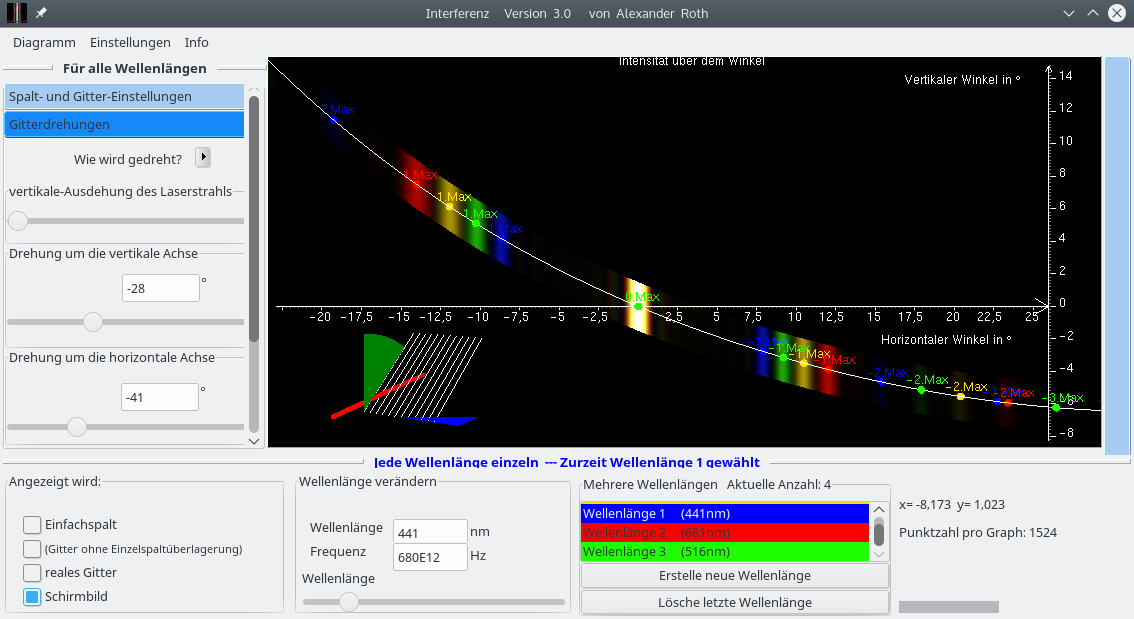 Interferenz Version 3.0 von Alexander Roth
Diagramm Einstellungen Info
Für alle Wellenlängen
Spalt- und Gitter-Einstellungen
Gitterdrehungen
Wie wird gedreht?
vertikale-Ausdehung des Laserstrahls
Drehung um die vertikale Achse
-28 °
Drehung um die horizontale Achse
-41 °
Intensität über dem Winkel
Vertikaler Winkel in °
14
12
10
8
6
4
2
0
-2
-4
-6
-8
-20 -17,5 -15 -12,5 -10 -7,5 -5 -2,5 2,5 5 7,5 10 12,5 15 17,5 20 22,5 25
Horizontaler Winkel in °
2.Max
1.Max
1.Max
1.Max
1.Max
0.Max
-1.Max
-1.Max
-1.Max
-1.Max
-2.Max
-2.Max
-2.Max
-2.Max
-3.Max
Jede Wellenlänge einzeln --- Zurzeit Wellenlänge 1 gewählt
Angezeigt wird:
Einfachspalt
(Gitter ohne Einzelspaltüberlagerung)
reales Gitter
Schirmbild
Wellenlänge verändern
Wellenlänge 441 nm
Frequenz 680E12 Hz
Wellenlänge
Mehrere Wellenlängen Aktuelle Anzahl: 4
Wellenlänge 1 (441nm)
Wellenlänge 2 (681nm)
Wellenlänge 3 (516nm)
Erstelle neue Wellenlänge
Lösche letzte Wellenlänge
x= -8,173 y= 1,023
Punktzahl pro Graph: 1524